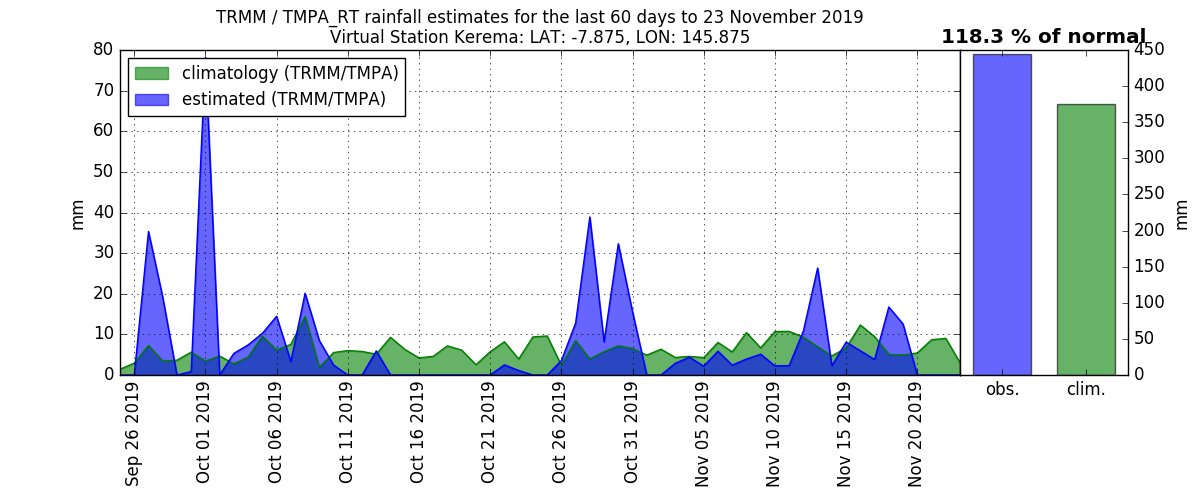 TRMM / TMPA_RT rainfall estimates for the last 60 days to 23 November 2019
Virtual Station Kerema: LAT: -7.875, LON: 145.875
118.3 % of normal
climatology (TRMM/TMPA)
estimated (TRMM/TMPA)
80
70
60
50
40
30
20
10
0
mm
Sep 26 2019
Oct 01 2019
Oct 06 2019
Oct 11 2019
Oct 16 2019
Oct 21 2019
Oct 26 2019
Oct 31 2019
Nov 05 2019
Nov 10 2019
Nov 15 2019
Nov 20 2019
obs.
clim.
450
400
350
300
250
200
150
100
50
0
mm